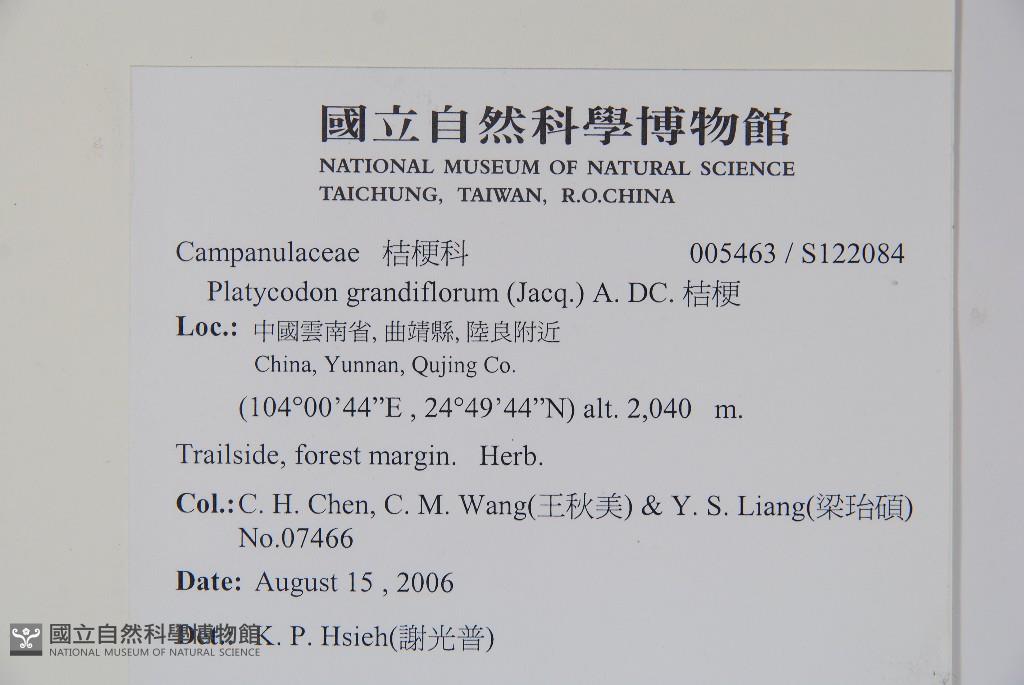 國立自然科學博物館
NATIONAL MUSEUM OF NATURAL SCIENCE
TAICHUNG, TAIWAN, R.O.CHINA
Campanulaceae 桔梗科 005463 / S122084
Platycodon grandiflorum (Jacq.) A. DC. 桔梗
Loc.: 中國雲南省, 曲靖縣, 陸良附近
China, Yunnan, Qujing Co.
(104°00’44”E , 24°49’44”N) alt. 2,040 m.
Trailside, forest margin. Herb.
Col.: C. H. Chen, C. M. Wang(王秋美) & Y. S. Liang(梁珆碩)
No.07466
Date: August 15 , 2006
Det.: K. P. Hsieh(謝光普)
國立自然科學博物館
NATIONAL MUSEUM OF NATURAL SCIENCE